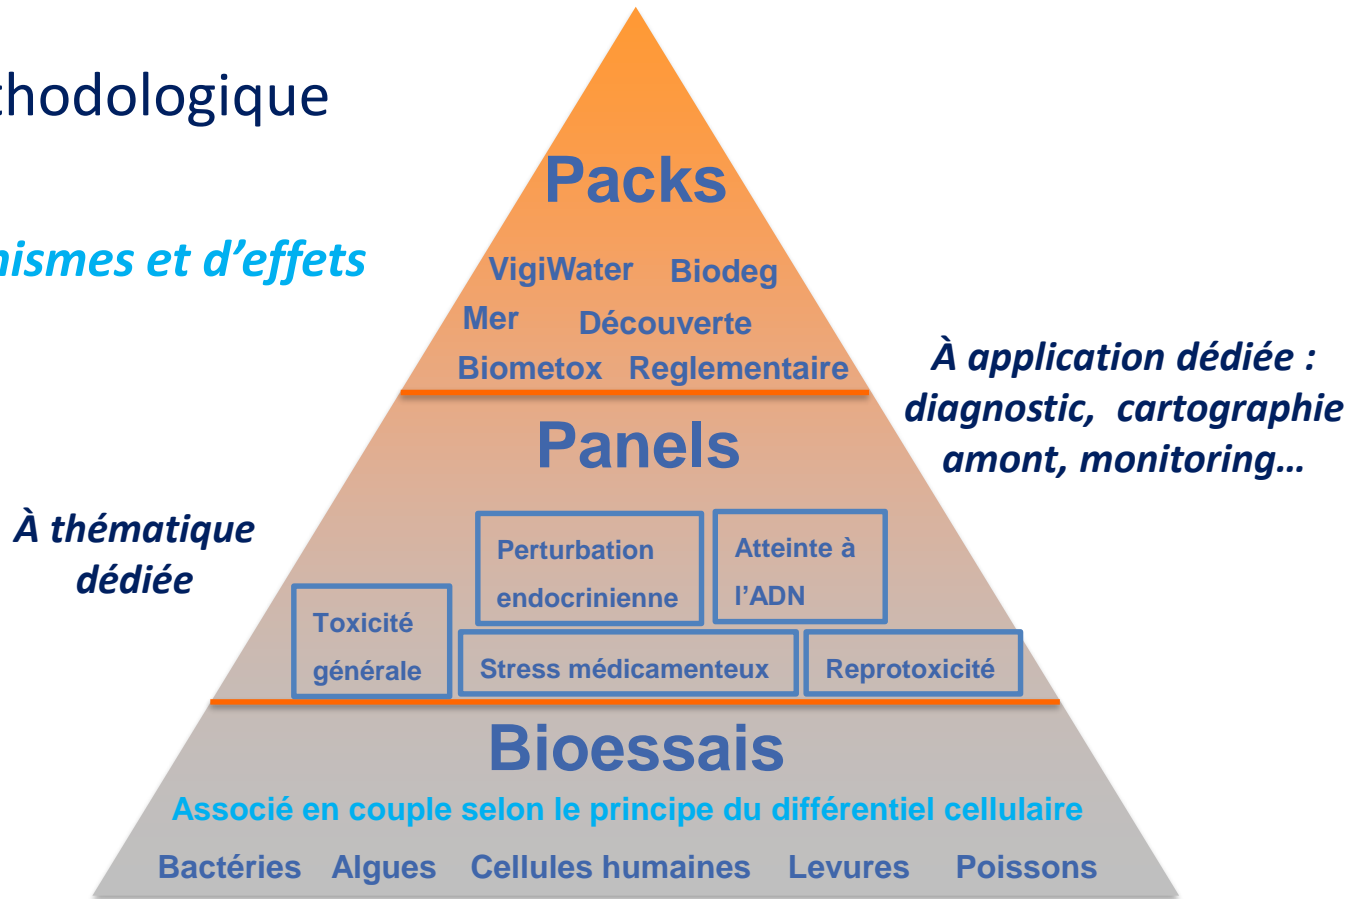 thodologique
nismes et d'effets
Packs
VigiWater Biodeg
Mer Découverte
Biometox Reglementaire
À application dédiée :
diagnostic, cartographie
amont, monitoring…
Panels
À thématique
dédiée
Perturbation
endocrinienne
Atteinte à
l'ADN
Toxicité
générale
Stress médicamenteux
Reprotoxicité
Bioessais
Associé en couple selon le principe du différentiel cellulaire
Bactéries Algues Cellules humaines Levures Poissons